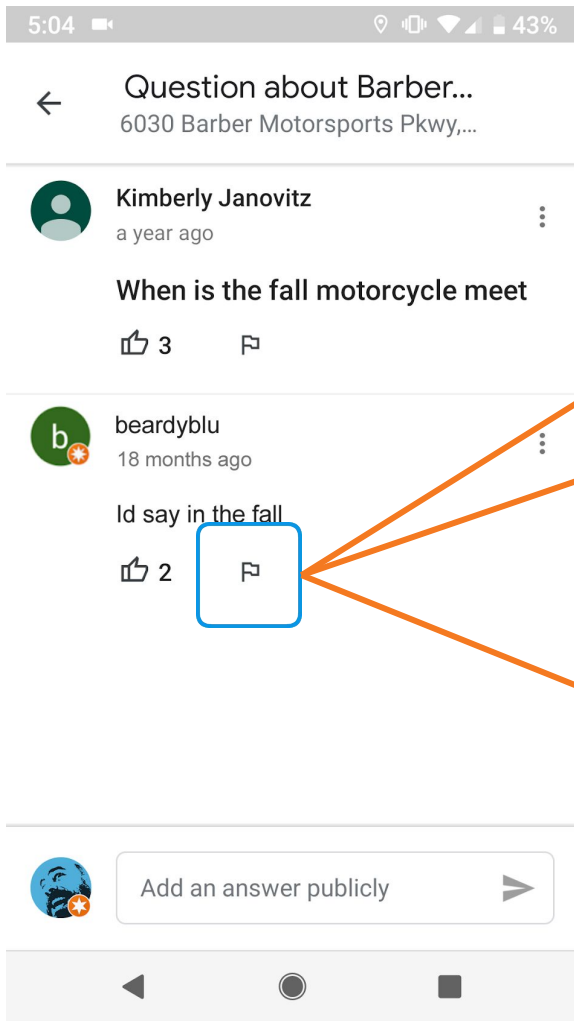 5:04 43%
Question about Barber...
6030 Barber Motorsports Pkwy,...
Kimberly Janovitz
a year ago
When is the fall motorcycle meet
3
b
beardyblu
18 months ago
Id say in the fall
2
Add an answer publicly